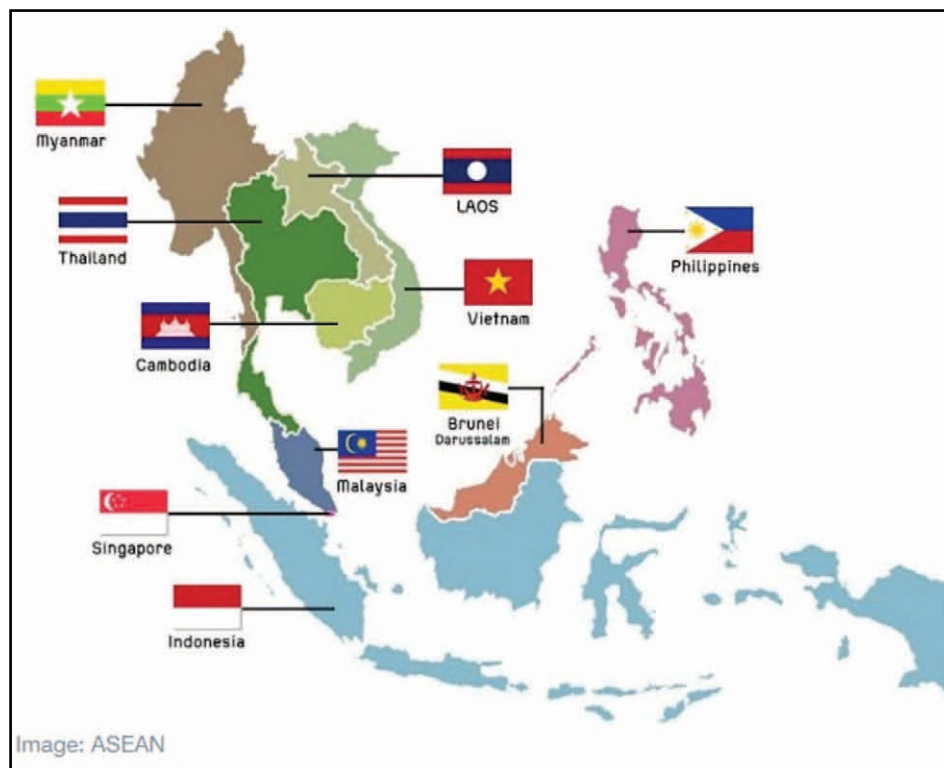 Myanmar
LAOS
Thailand
Philippines
Vietnam
Cambodia
Brunei
Darussalam
Malaysia
Singapore
Indonesia
Image: ASEAN